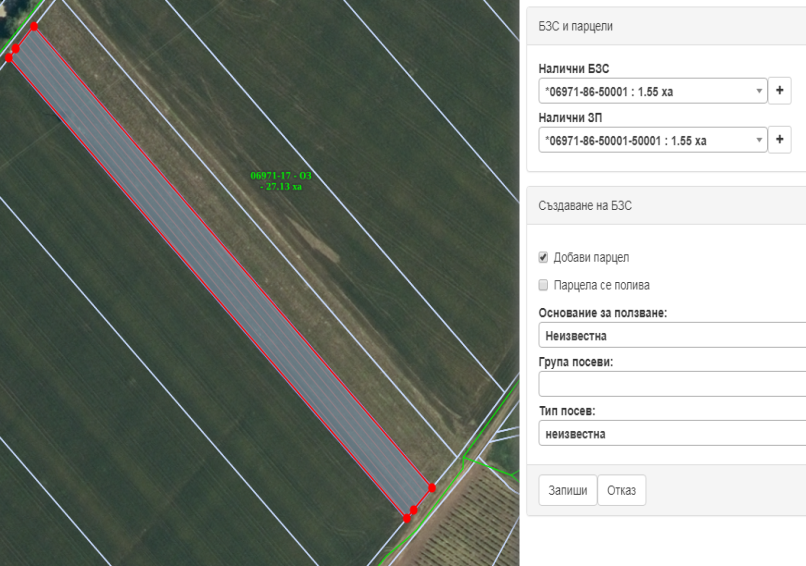 06971-17 - ОЗ
- 27.13 ха
БЗС и парцели
Налични БЗС
*06971-86-50001 : 1.55 ха
+
Налични ЗП
*06971-86-50001-50001 : 1.55 ха
+
Създаване на БЗС
Добави парцел
Парцела се полива
Основание за ползване:
Неизвестна
Група посеви:
Тип посев:
неизвестна
Запиши
Отказ